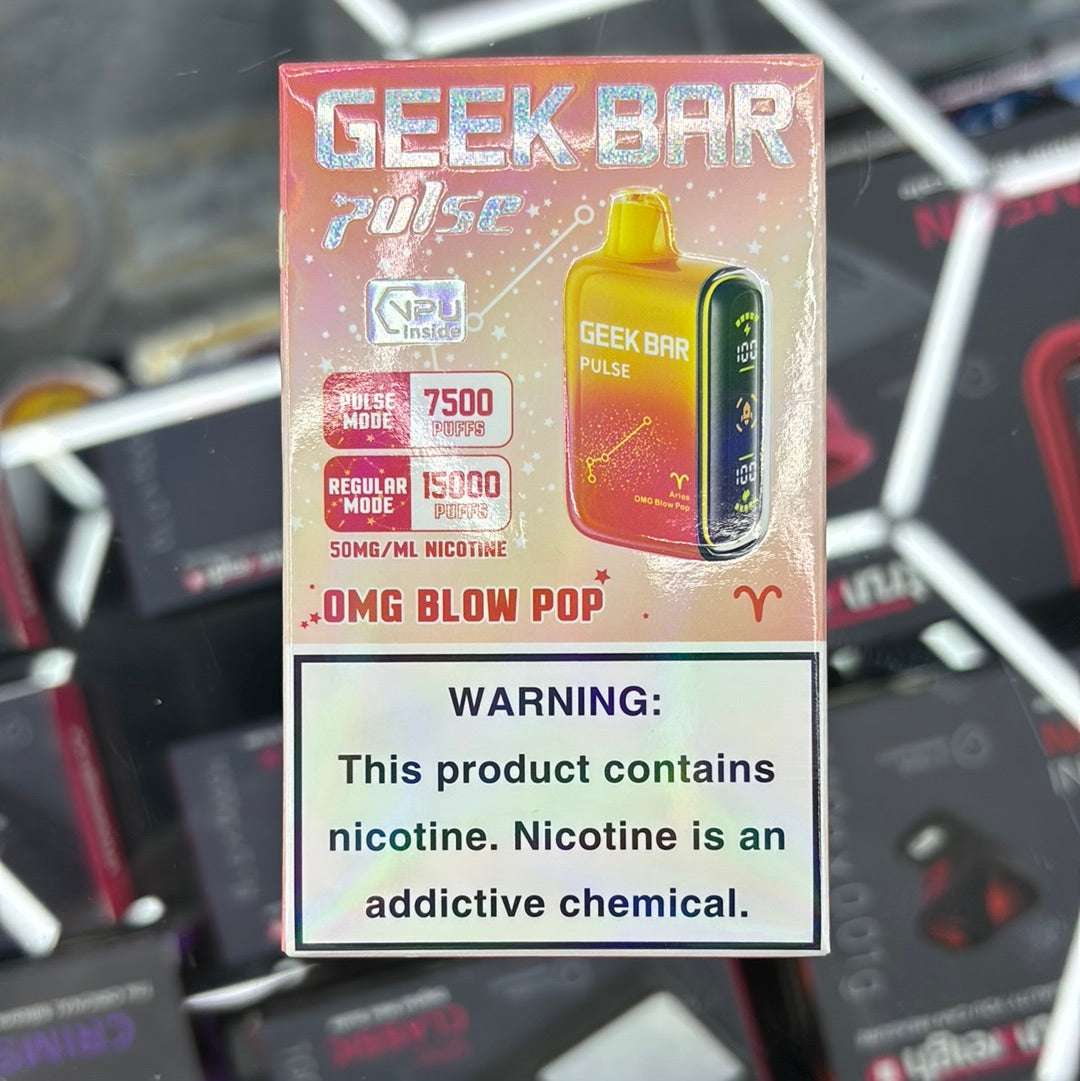 GEEK BAR
pulse
VPU
Inside
PULSE MODE 7500 PUFFS
REGULAR MODE 15000 PUFFS
50MG/ML NICOTINE
OMG BLOW POP
GEEK BAR
PULSE
100
100
Aries
OMG Blow Pop
WARNING:
This product contains
nicotine. Nicotine is an
addictive chemical.